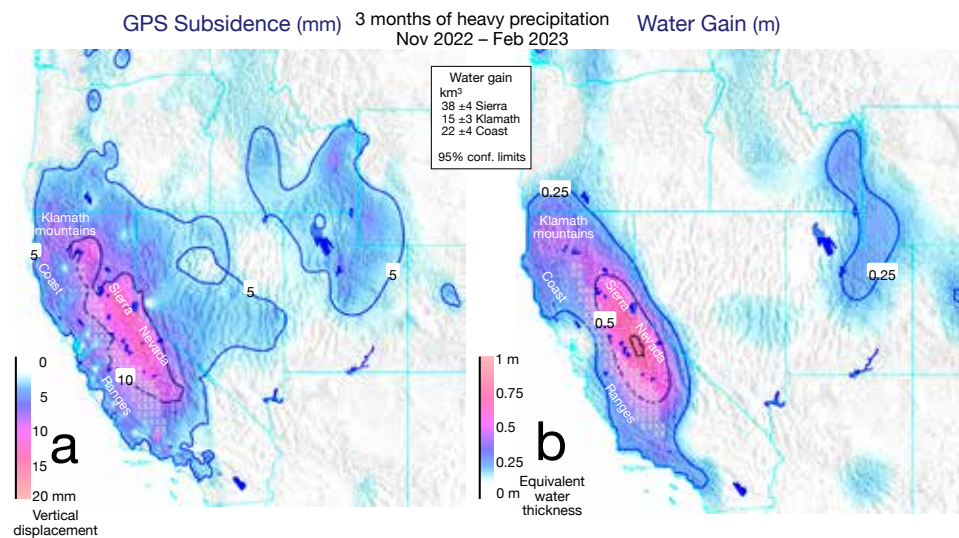 GPS Subsidence (mm)
3 months of heavy precipitation
Nov 2022 – Feb 2023
Water Gain (m)
Water gain
km³
38 ±4 Sierra
15 ±3 Klamath
22 ±4 Coast
95% conf. limits
Klamath
mountains
5
Coast
Sierra
Nevada
10
Ranges
5
5
0
5
10
15
20 mm
Vertical
displacement
a
0.25
Klamath
mountains
Coast
Sierra
Nevada
0.5
Ranges
0.25
1 m
0.75
0.5
0.25
0 m
Equivalent
water
thickness
b